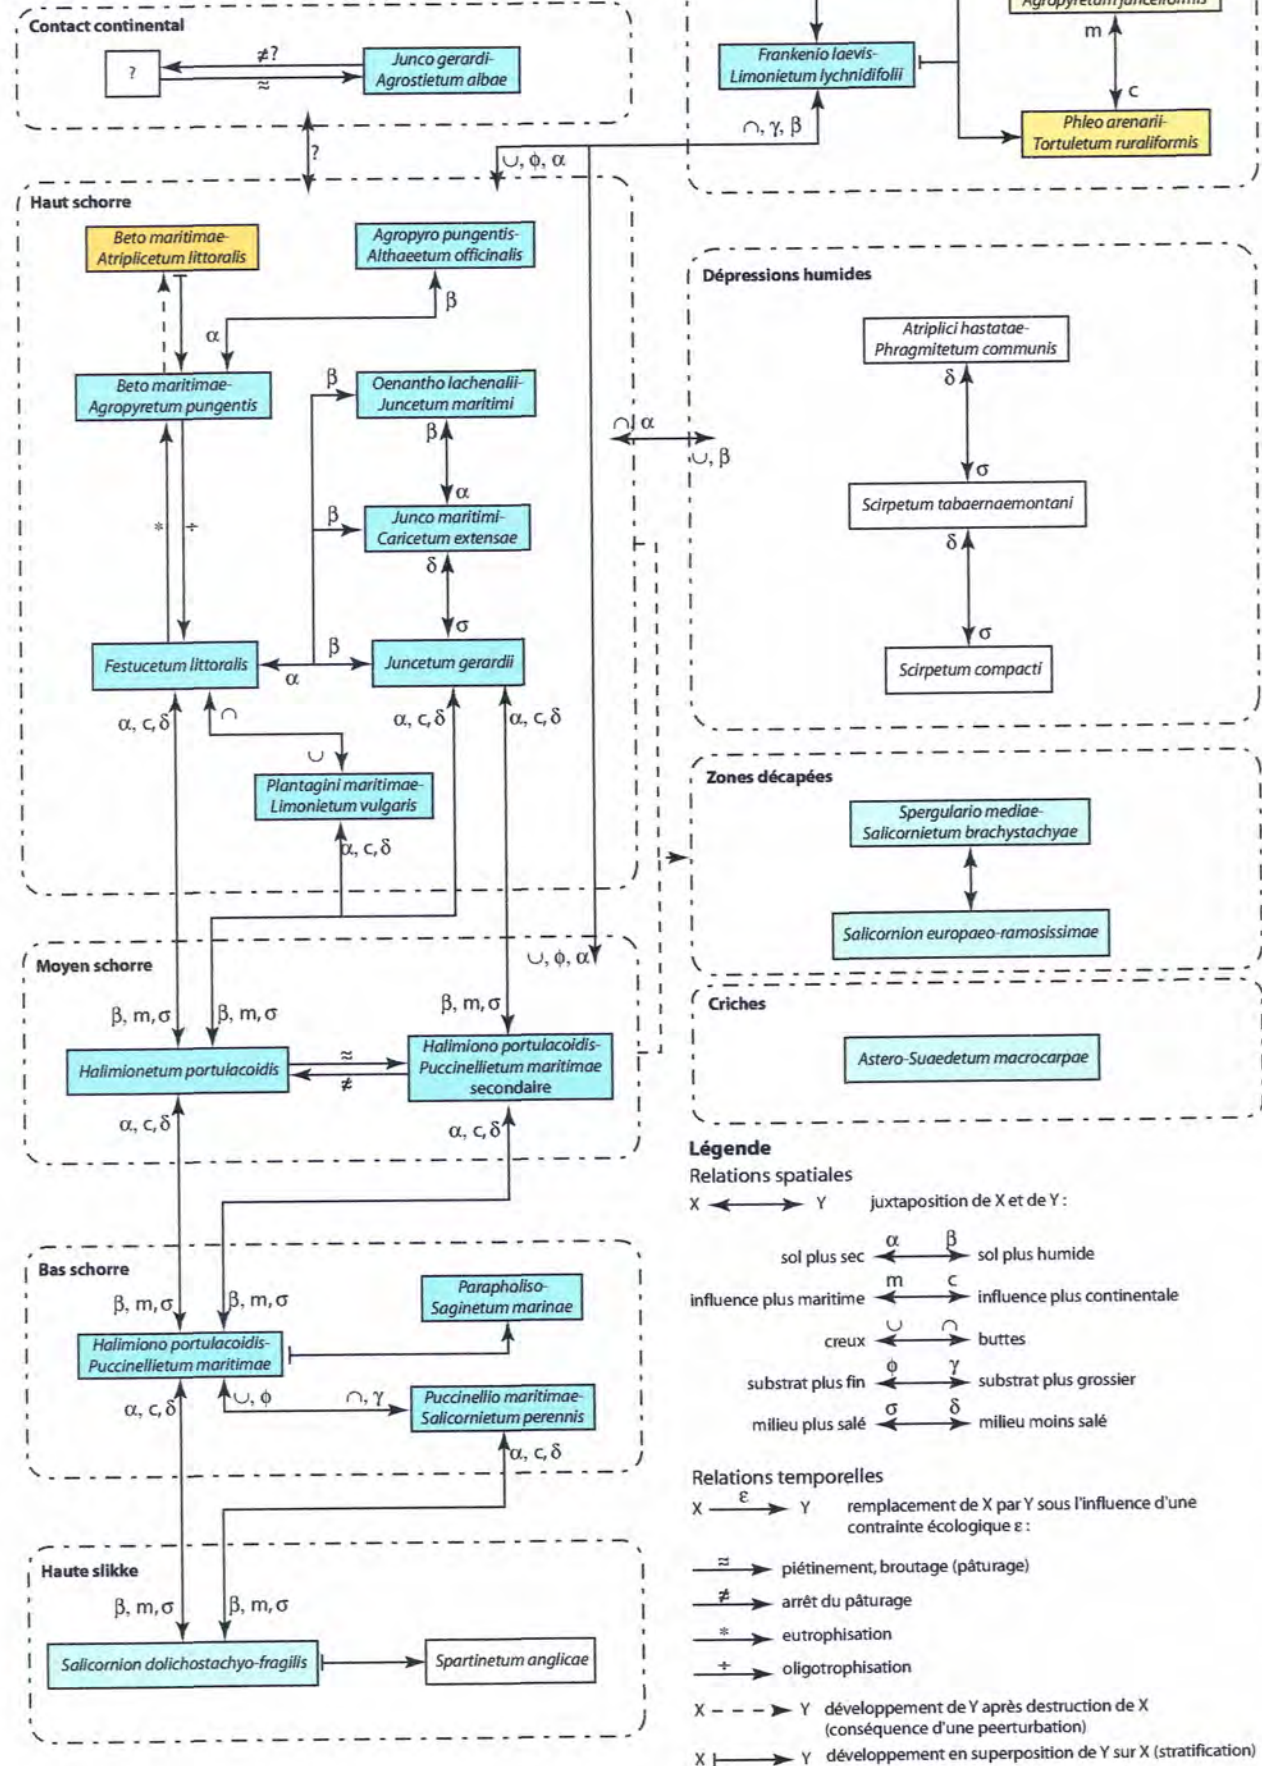 Contact continental
?
≉?
≈
Junco gerardi-
Agrostietum albae
?
Frankenio laevis-
Limonietum lychnidifolii
Agropyretum junceiformis
m
c
Phleo arenarii-
Tortuletum ruraliformis
∩, γ, β
∪, ϕ, α
Haut schorre
Beto maritimae-
Atriplicetum littoralis
Agropyro pungentis-
Althaeetum officinalis
β
α
Beto maritimae-
Agropyretum pungentis
β
Oenantho lachenalii-
Juncetum maritimi
β
α
β
Junco maritimi-
Caricetum extensae
* ÷
δ
σ
Festucetum littoralis
α
β
Juncetum gerardii
α, c, δ
∩
∪
α, c, δ
α, c, δ
Plantagini maritimae-
Limonietum vulgaris
α, c, δ
∩, α
∪, β
Dépressions humides
Atriplici hastatae-
Phragmitetum communis
δ
σ
Scirpetum tabaernaemontani
δ
σ
Scirpetum compacti
Zones décapées
Spergulario mediae-
Salicornietum brachystachyae
Salicornion europaeo-ramosissimae
Criches
Astero-Suaedetum macrocarpae
Moyen schorre
∪, ϕ, α
β, m, σ
β, m, σ
β, m, σ
Halimionetum portulacoidis
≈
≉
Halimiono portulacoidis-
Puccinellietum maritimae
secondaire
α, c, δ
α, c, δ
Bas schorre
β, m, σ
β, m, σ
Parapholiso-
Saginetum marinae
Halimiono portulacoidis-
Puccinellietum maritimae
α, c, δ
∪, ϕ
∩, γ
Puccinellio maritimae-
Salicornietum perennis
α, c, δ
Haute slikke
β, m, σ
β, m, σ
Salicornion dolichostachyo-fragilis
Spartinetum anglicae
Légende
Relations spatiales
X Y juxtaposition de X et de Y :
α β
sol plus sec sol plus humide
m c
influence plus maritime influence plus continentale
∪ ∩
creux buttes
ϕ γ
substrat plus fin substrat plus grossier
σ δ
milieu plus salé milieu moins salé
Relations temporelles
X ε Y remplacement de X par Y sous l'influence d'une
contrainte écologique ε :
≈ piétinement, broutage (pâturage)
≉ arrêt du pâturage
* eutrophisation
÷ oligotrophisation
X Y développement de Y après destruction de X
(conséquence d'une peerturbation)
X Y développement en superposition de Y sur X (stratification)